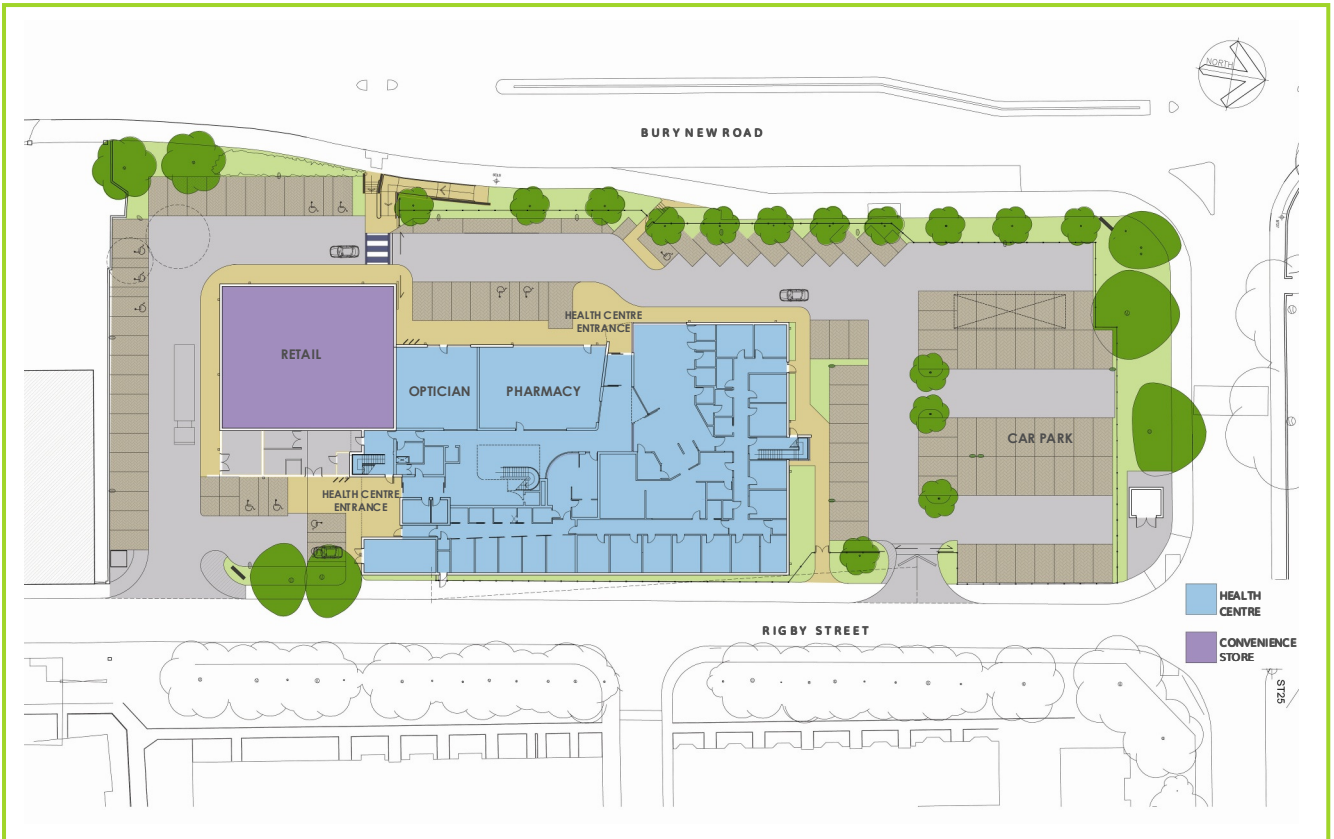 NORTH
BURY NEW ROAD
HEALTH CENTRE
ENTRANCE
RETAIL
OPTICIAN
PHARMACY
CAR PARK
HEALTH CENTRE
ENTRANCE
HEALTH
CENTRE
RIGBY STREET
CONVENIENCE
STORE
ST25